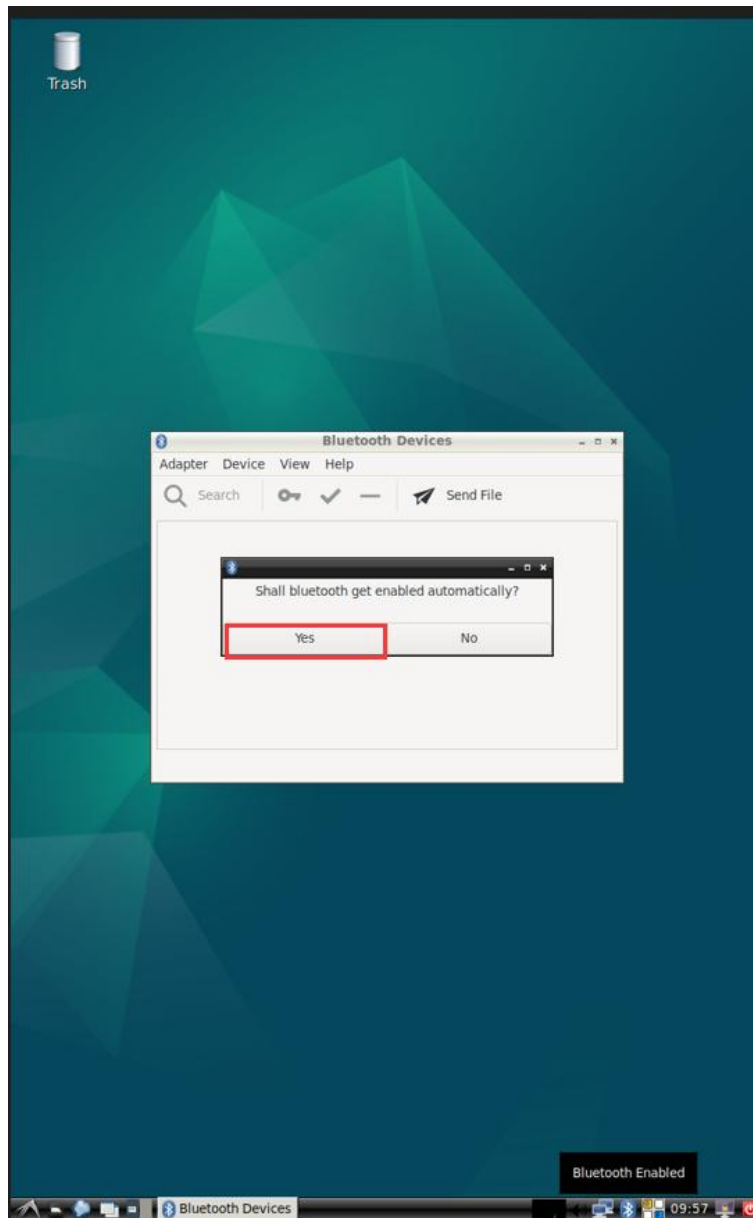 Trash
Bluetooth Devices
Adapter Device View Help
Search Send File
Shall bluetooth get enabled automatically?
Yes No
Bluetooth Enabled
Bluetooth Devices 09:57